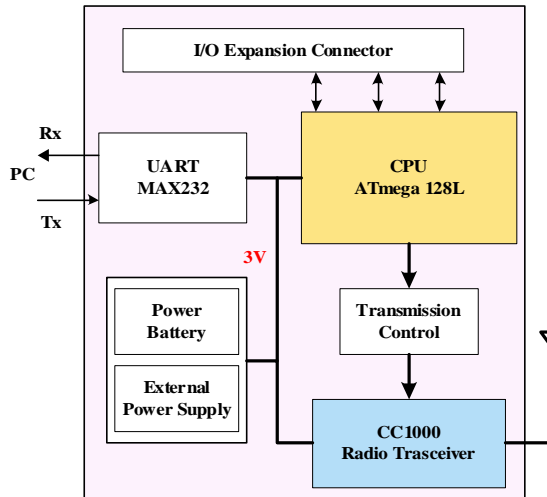 I/O Expansion Connector
Rx
PC
Tx
UART
MAX232
CPU
ATmega 128L
3V
Power
Battery
External
Power Supply
Transmission
Control
CC1000
Radio Trasceiver